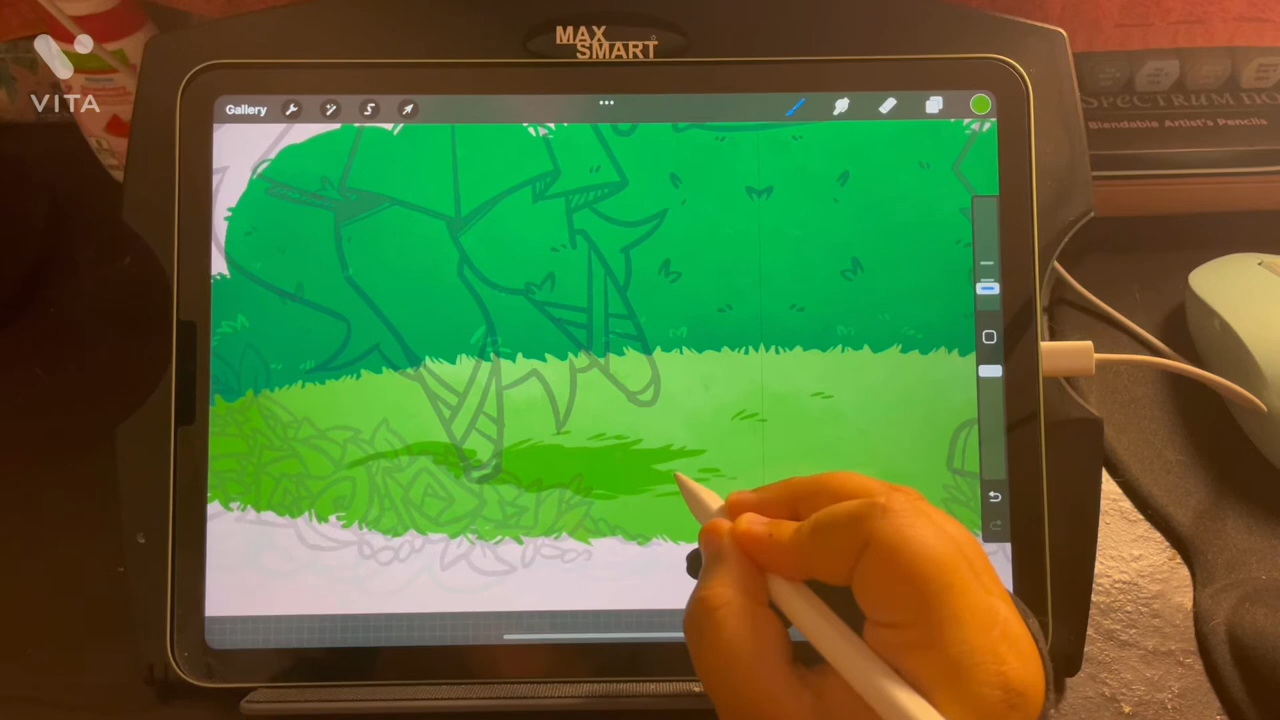 MAX
SMART
VITA
Gallery
SPECTRUM NO
Blendable Artist's Pencils